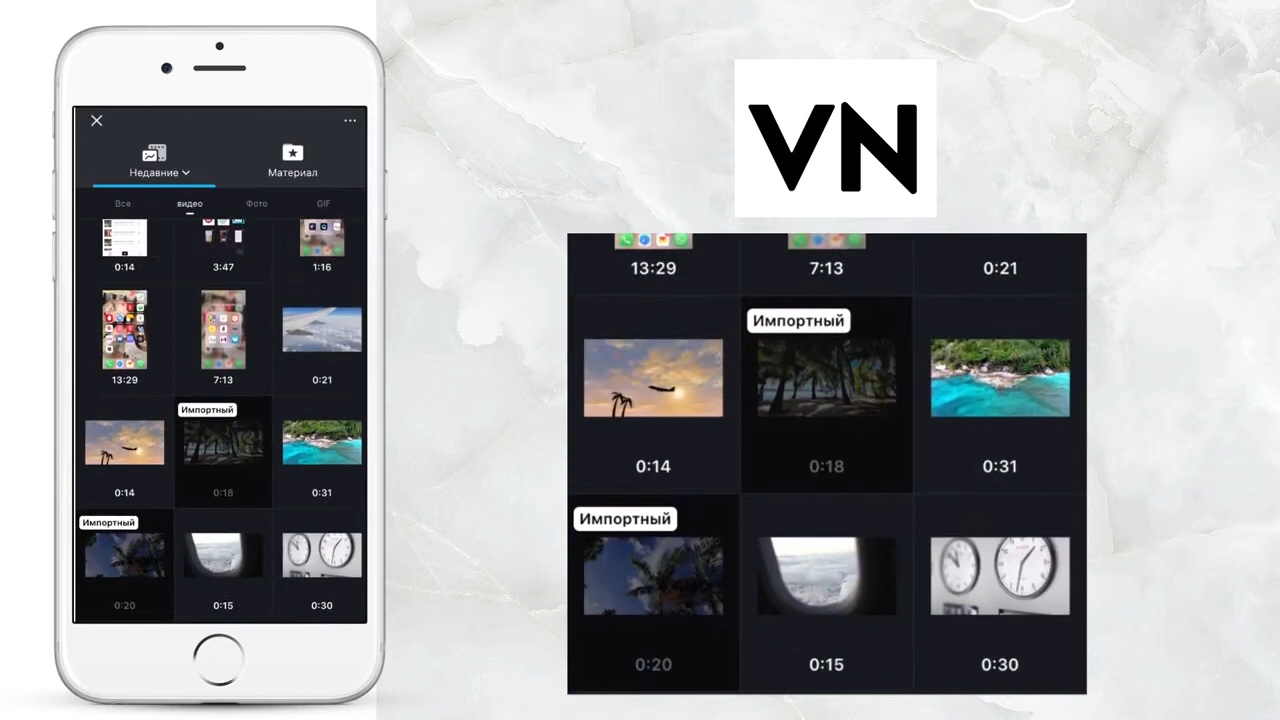 Недавние
Материал
Все
видео
Фото
GIF
0:14
3:47
1:16
13:29
7:13
0:21
Импортный
0:14
0:18
0:31
Импортный
0:20
0:15
0:30
VN
13:29
7:13
0:21
Импортный
0:14
0:18
0:31
Импортный
0:20
0:15
0:30